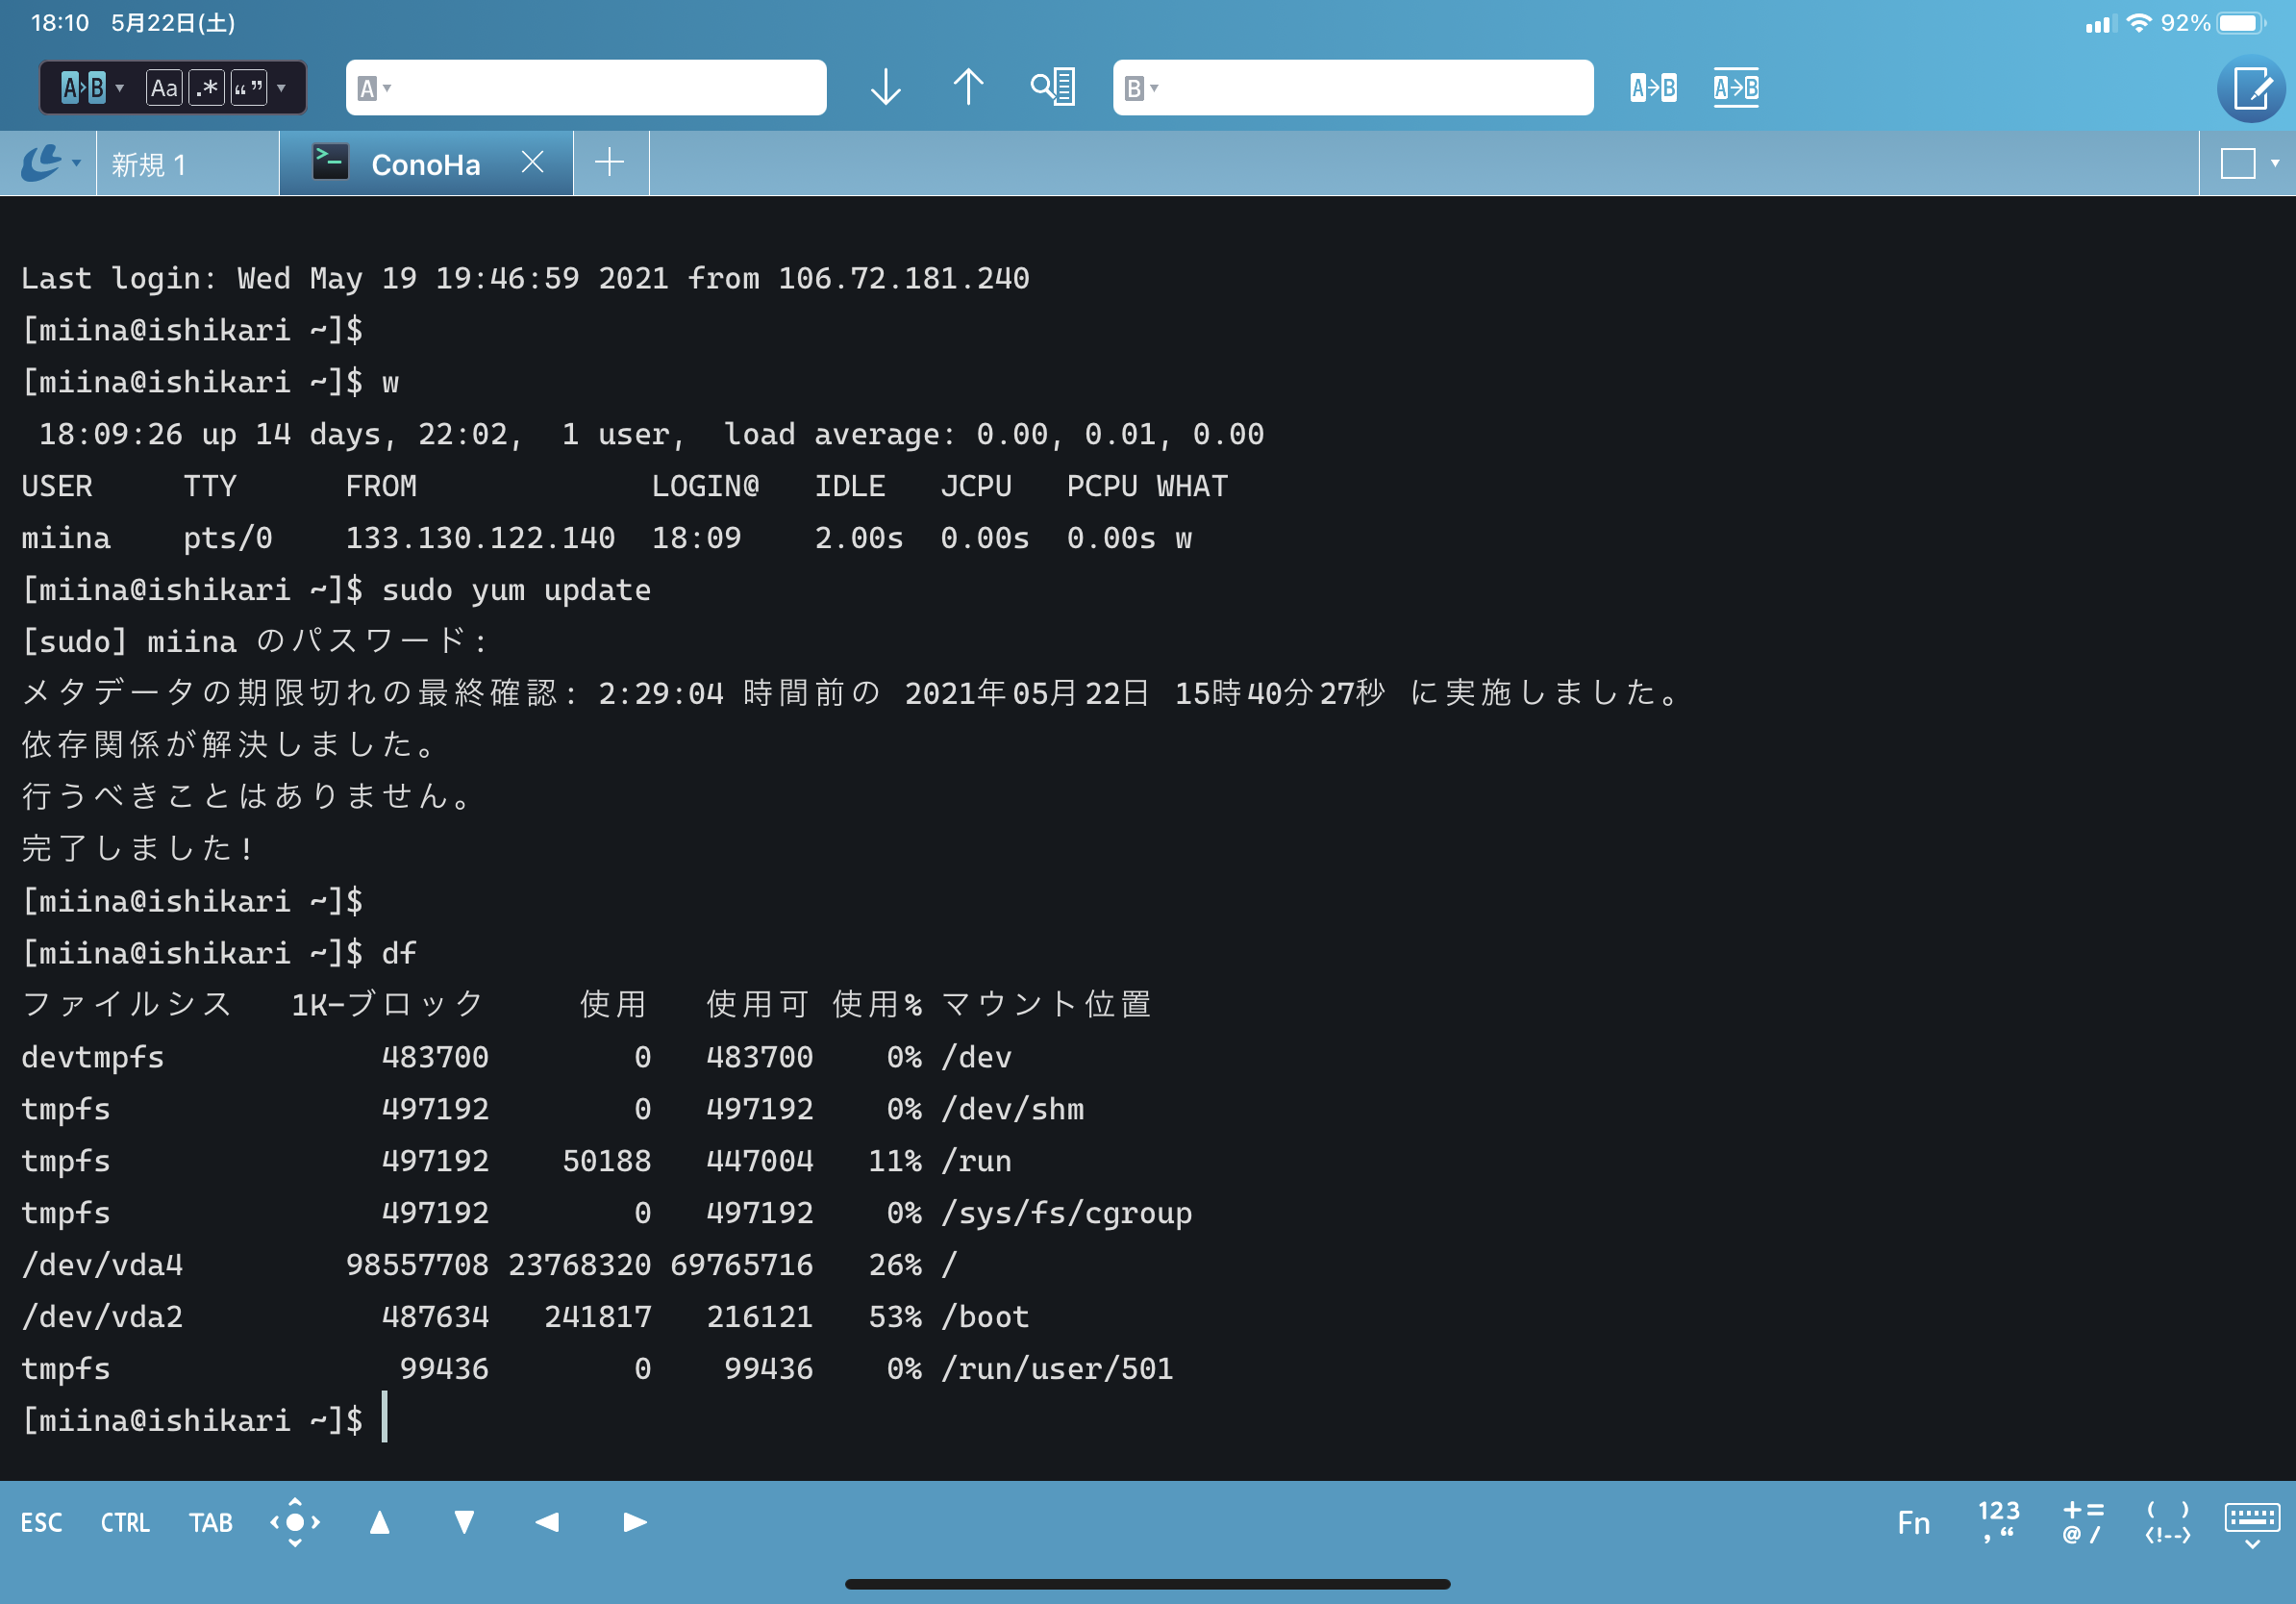 18:10 5月22日(土) 92%
A›B Aa .* “ ” A B A→B A→B
新規 1 >_ ConoHa
Last login: Wed May 19 19:46:59 2021 from 106.72.181.240
[miina@ishikari ~]$
[miina@ishikari ~]$ w
18:09:26 up 14 days, 22:02,  1 user,  load average: 0.00, 0.01, 0.00
USER     TTY      FROM             LOGIN@   IDLE   JCPU   PCPU WHAT
miina    pts/0    133.130.122.140  18:09    2.00s  0.00s  0.00s w
[miina@ishikari ~]$ sudo yum update
[sudo] miina のパスワード:
メタデータの期限切れの最終確認: 2:29:04 時間前の 2021年05月22日 15時40分27秒 に実施しました。
依存関係が解決しました。
行うべきことはありません。
完了しました!
[miina@ishikari ~]$
[miina@ishikari ~]$ df
ファイルシス   1K-ブロック     使用   使用可 使用% マウント位置
devtmpfs            483700        0   483700    0% /dev
tmpfs               497192        0   497192    0% /dev/shm
tmpfs               497192    50188   447004   11% /run
tmpfs               497192        0   497192    0% /sys/fs/cgroup
/dev/vda4         98557708 23768320 69765716   26% /
/dev/vda2           487634   241817   216121   53% /boot
tmpfs                99436        0    99436    0% /run/user/501
[miina@ishikari ~]$
ESC CTRL TAB Fn 123 ,“ += @/ ( ) <!-->